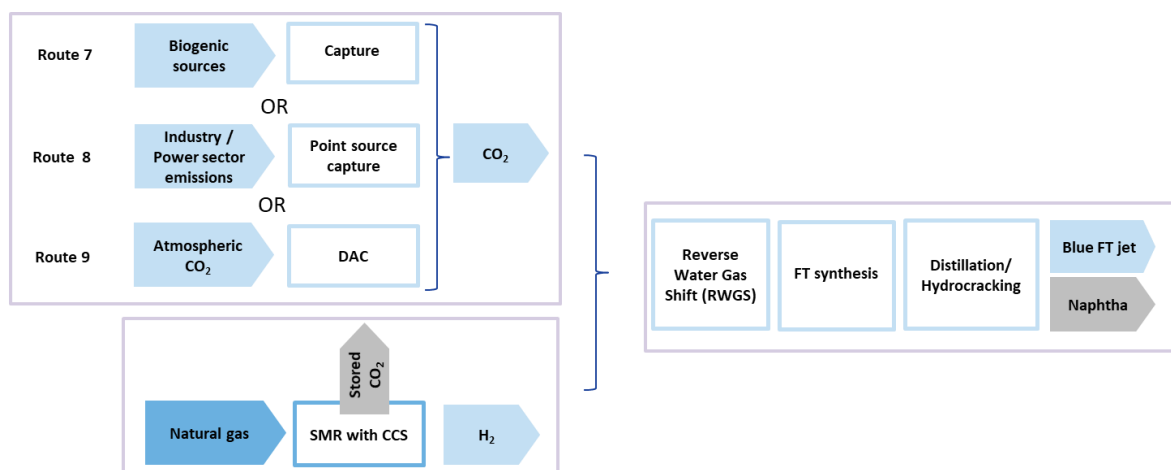 Route 7
Biogenic
sources
Capture
OR
Route 8
Industry /
Power sector
emissions
Point source
capture
CO₂
OR
Route 9
Atmospheric
CO₂
DAC
Stored
CO₂
Natural gas
SMR with CCS
H₂
Reverse
Water Gas
Shift (RWGS)
FT synthesis
Distillation/
Hydrocracking
Blue FT jet
Naphtha